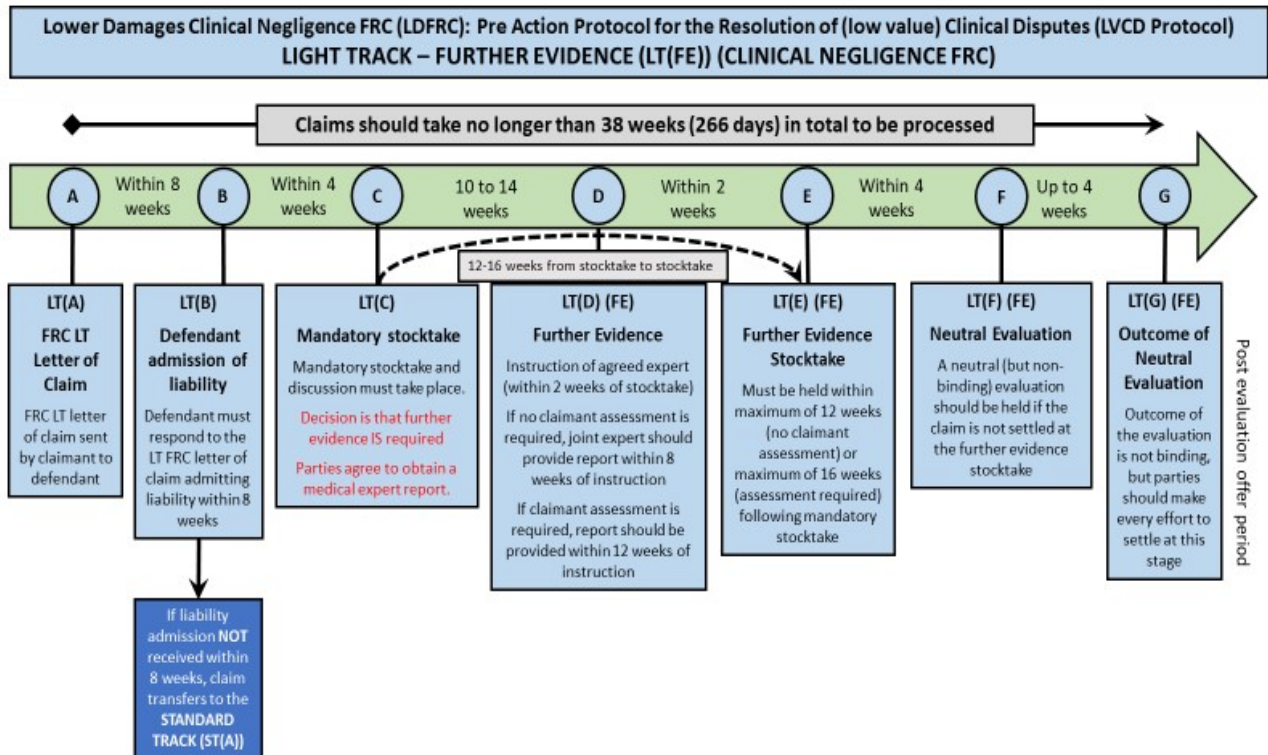 Lower Damages Clinical Negligence FRC (LDFRC): Pre Action Protocol for the Resolution of (low value) Clinical Disputes (LVCD Protocol)
LIGHT TRACK – FURTHER EVIDENCE (LT(FE)) (CLINICAL NEGLIGENCE FRC)
Claims should take no longer than 38 weeks (266 days) in total to be processed
A
Within 8
weeks
B
Within 4
weeks
C
10 to 14
weeks
D
Within 2
weeks
E
Within 4
weeks
F
Up to 4
weeks
G
12-16 weeks from stocktake to stocktake
LT(A)
FRC LT
Letter of
Claim
FRC LT letter
of claim sent
by claimant to
defendant
LT(B)
Defendant
admission of
liability
Defendant must
respond to the
LT FRC letter of
claim admitting
liability within 8
weeks
If liability
admission NOT
received within
8 weeks, claim
transfers to the
STANDARD
TRACK (ST(A))
LT(C)
Mandatory stocktake
Mandatory stocktake and
discussion must take place.
Decision is that further
evidence IS required
Parties agree to obtain a
medical expert report.
LT(D) (FE)
Further Evidence
Instruction of agreed expert
(within 2 weeks of stocktake)
If no claimant assessment is
required, joint expert should
provide report within 8
weeks of instruction
If claimant assessment is
required, report should be
provided within 12 weeks of
instruction
LT(E) (FE)
Further Evidence
Stocktake
Must be held within
maximum of 12 weeks
(no claimant
assessment) or
maximum of 16 weeks
(assessment required)
following mandatory
stocktake
LT(F) (FE)
Neutral Evaluation
A neutral (but non-
binding) evaluation
should be held if the
claim is not settled at the
further evidence
stocktake
LT(G) (FE)
Outcome of
Neutral
Evaluation
Outcome of
the evaluation
is not binding,
but parties
should make
every effort to
settle at this
stage
Post evaluation offer period